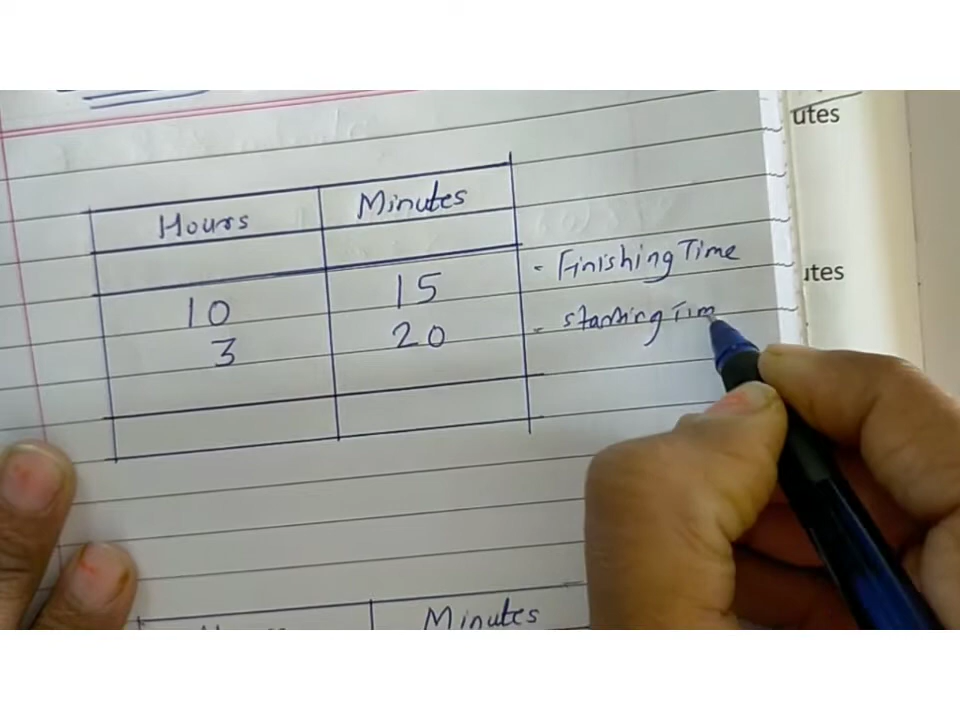 utes
Hours Minutes
10 15 - Finishing Time
utes
3 20 - Starting Tim
Minutes